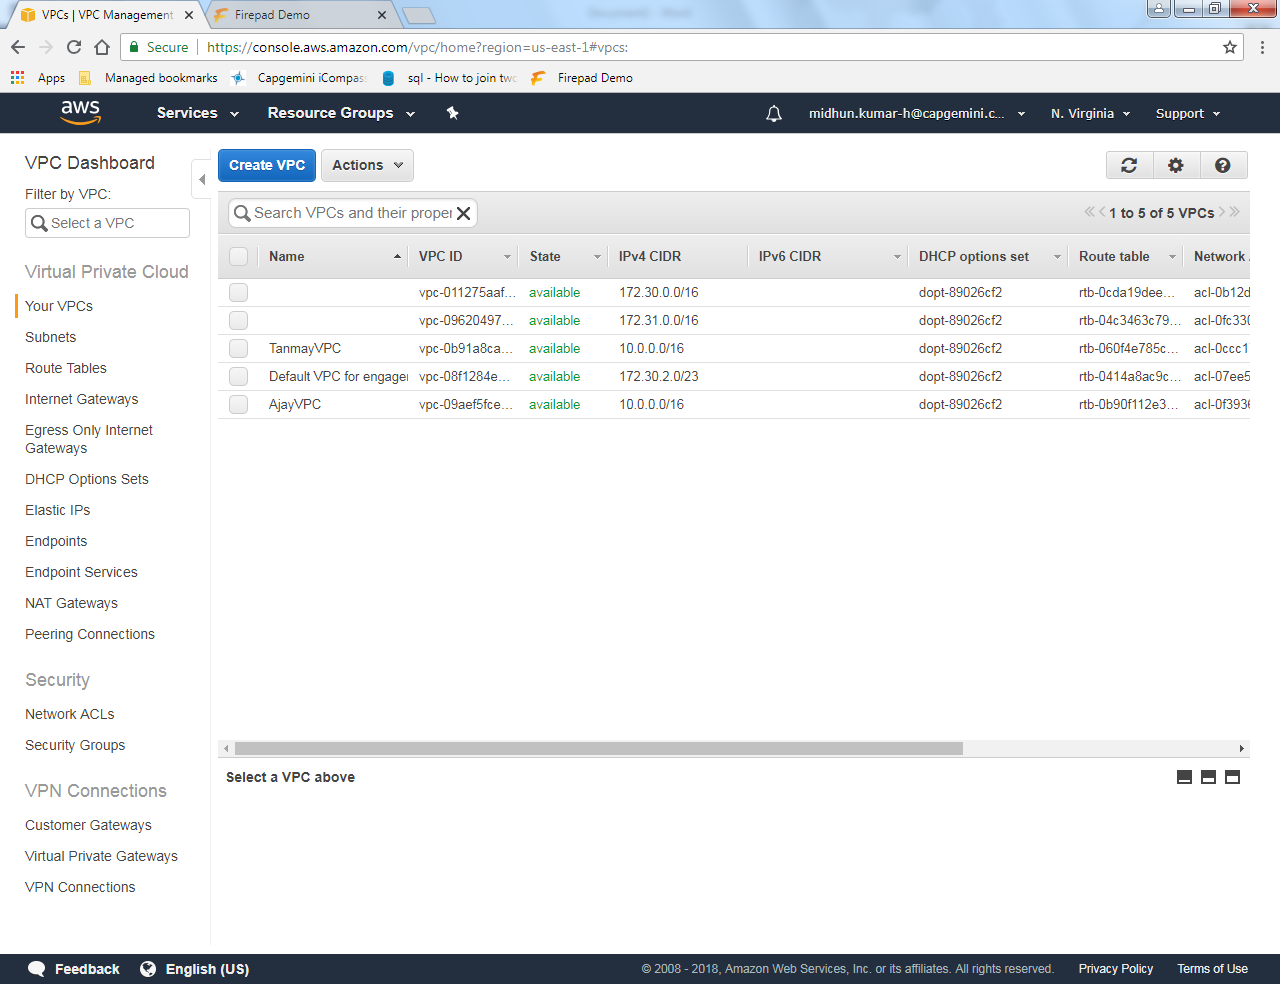 VPCs | VPC Management
Firepad Demo
Secure
https://console.aws.amazon.com/vpc/home?region=us-east-1#vpcs:
Apps
Managed bookmarks
Capgemini iCompas
sql - How to join two
Firepad Demo
aws
Services
Resource Groups
midhun.kumar-h@capgemini.c...
N. Virginia
Support
VPC Dashboard
Filter by VPC:
Select a VPC
Virtual Private Cloud
Your VPCs
Subnets
Route Tables
Internet Gateways
Egress Only Internet
Gateways
DHCP Options Sets
Elastic IPs
Endpoints
Endpoint Services
NAT Gateways
Peering Connections
Security
Network ACLs
Security Groups
VPN Connections
Customer Gateways
Virtual Private Gateways
VPN Connections
Create VPC
Actions
Search VPCs and their proper
1 to 5 of 5 VPCs
Name VPC ID State IPv4 CIDR IPv6 CIDR DHCP options set Route table Network
vpc-011275aaf... available 172.30.0.0/16 dopt-89026cf2 rtb-0cda19dee... acl-0b12d
vpc-09620497... available 172.31.0.0/16 dopt-89026cf2 rtb-04c3463c79... acl-0fc330
TanmayVPC vpc-0b91a8ca... available 10.0.0.0/16 dopt-89026cf2 rtb-060f4e785c... acl-0ccc1
Default VPC for engager vpc-08f1284e... available 172.30.2.0/23 dopt-89026cf2 rtb-0414a8ac9c... acl-07ee5
AjayVPC vpc-09aef5fce... available 10.0.0.0/16 dopt-89026cf2 rtb-0b90f112e3... acl-0f3936
Select a VPC above
Feedback
English (US)
© 2008 - 2018, Amazon Web Services, Inc. or its affiliates. All rights reserved.
Privacy Policy
Terms of Use